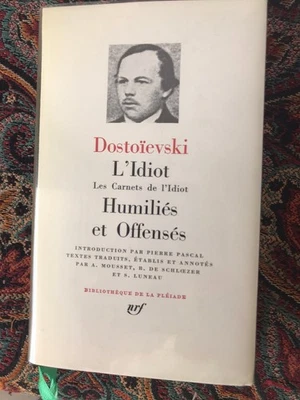 Dostoïevski
L'Idiot
Les Carnets de l'Idiot
Humiliés
et Offensés
INTRODUCTION PAR PIERRE PASCAL
TEXTES TRADUITS, ÉTABLIS ET ANNOTÉS
PAR A. MOUSSET, B. DE SCHLŒZER
ET S. LUNEAU
BIBLIOTHÈQUE DE LA PLÉIADE
nrf